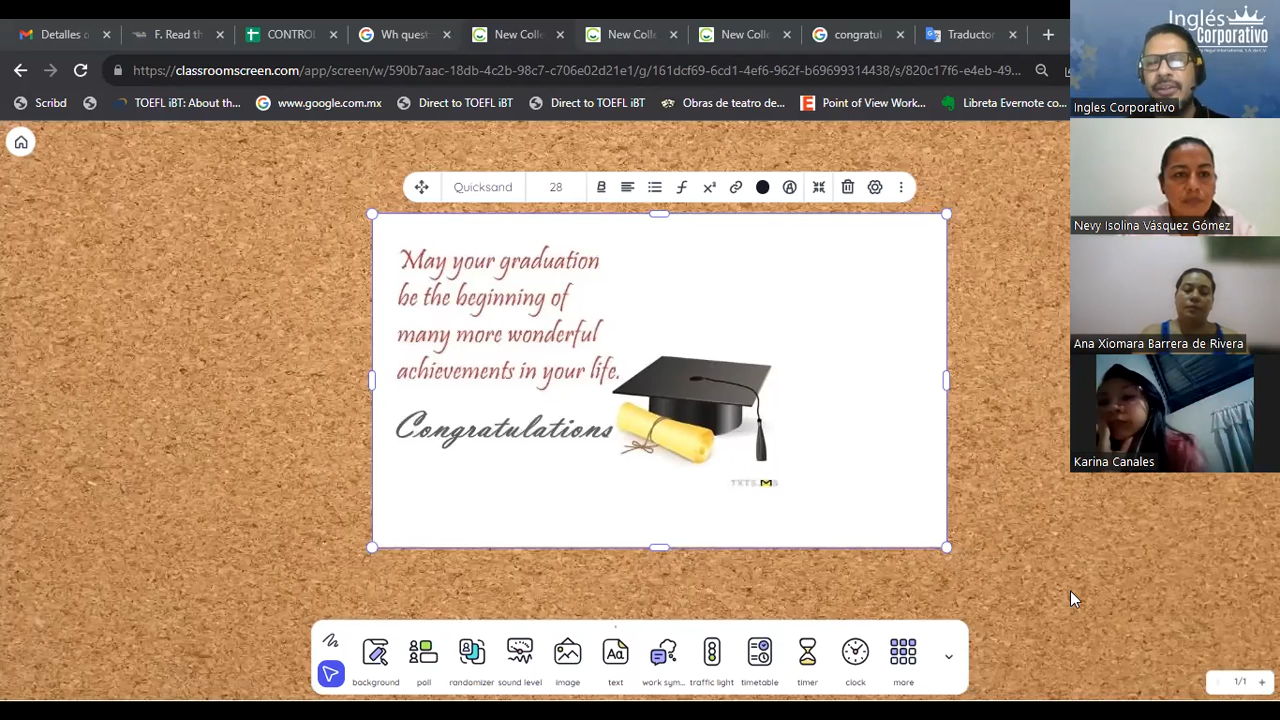 Detalles o
F. Read th
CONTROL
Wh quest
New Colle
New Colle
New Colle
congratul
Traductor
https://classroomscreen.com/app/screen/w/590b7aac-18db-4c2b-98c7-c706e02d21e1/g/161dcf69-6cd1-4ef6-962f-b69699314438/s/820c17f6-e4eb-49...
Scribd
TOEFL iBT: About th...
www.google.com.mx
Direct to TOEFL iBT
Direct to TOEFL iBT
Obras de teatro de...
Point of View Work...
Libreta Evernote co...
Inglés
Corporativo
Ingles Corporativo
Quicksand
28
May your graduation
be the beginning of
many more wonderful
achievements in your life.
Congratulations
Nevy Isolina Vásquez Gómez
Ana Xiomara Barrera de Rivera
Karina Canales
background
poll
randomizer
sound level
image
text
work sym...
traffic light
timetable
timer
clock
more
1/1